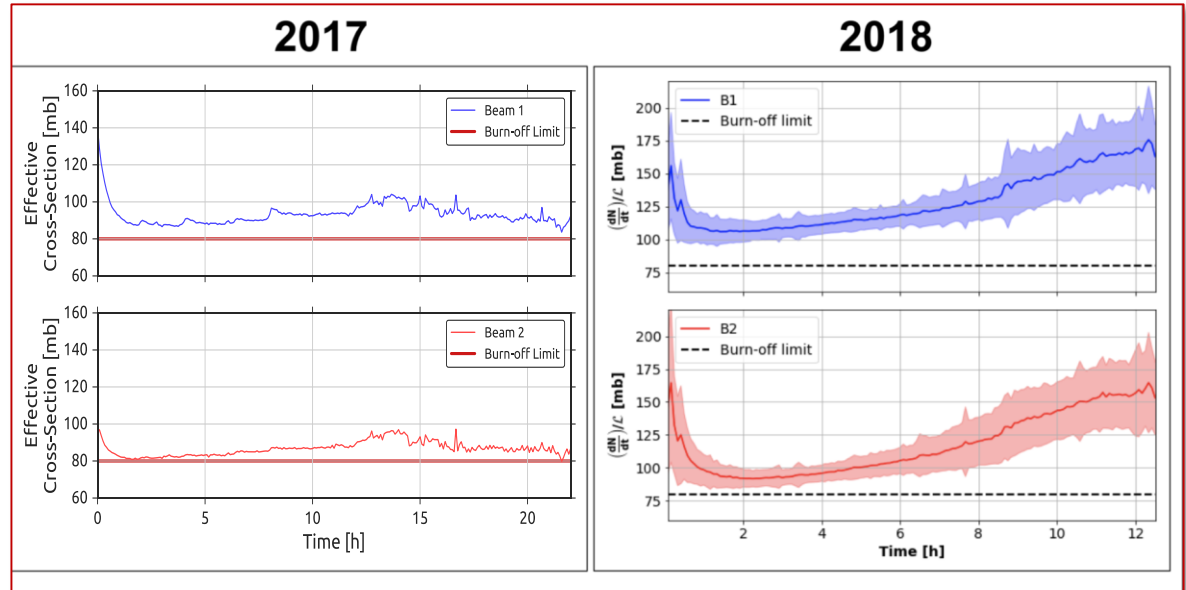 2017
2018
160
140
120
100
80
60
Effective
Cross-Section [mb]
Beam 1
Burn-off Limit
160
140
120
100
80
60
Effective
Cross-Section [mb]
Beam 2
Burn-off Limit
0
5
10
15
20
Time [h]
200
175
150
125
100
75
(dN/dt)/ℒ [mb]
B1
Burn-off limit
200
175
150
125
100
75
(dN/dt)/ℒ [mb]
B2
Burn-off limit
2
4
6
8
10
12
Time [h]